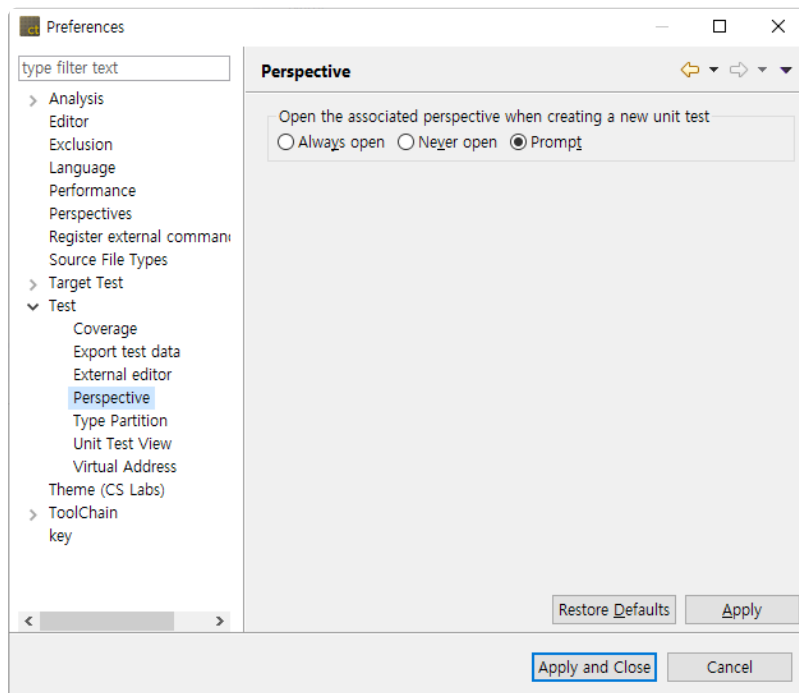 ct Preferences
type filter text
Perspective
Analysis
Editor
Exclusion
Language
Performance
Perspectives
Register external comman
Source File Types
Target Test
Test
Coverage
Export test data
External editor
Perspective
Type Partition
Unit Test View
Virtual Address
Theme (CS Labs)
ToolChain
key
Open the associated perspective when creating a new unit test
Always open Never open Prompt
Restore Defaults Apply
Apply and Close Cancel